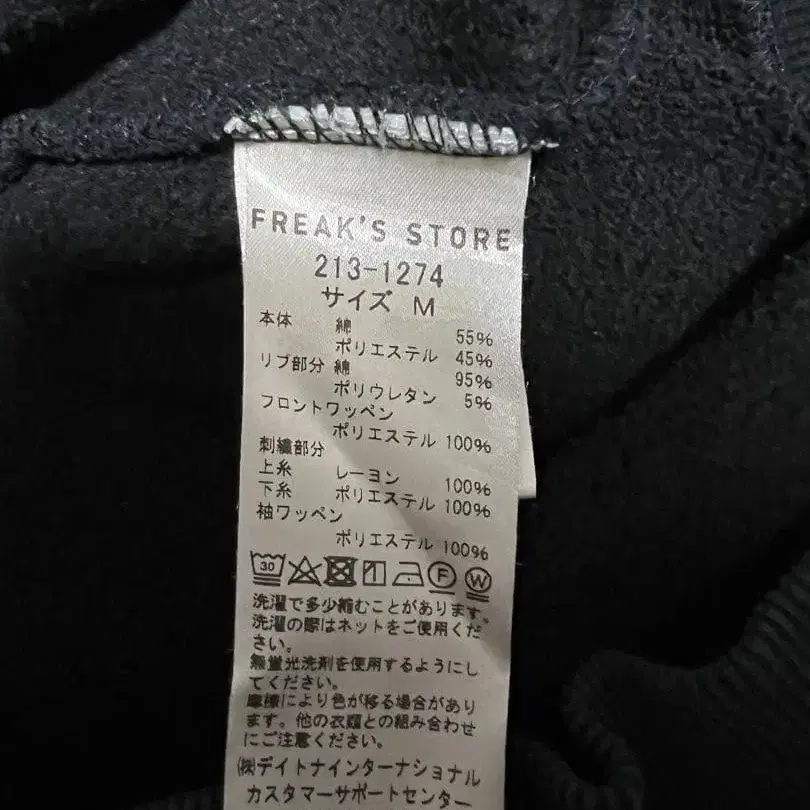 FREAK'S STORE
213-1274
サイズ M
本体 綿 55%
ポリエステル 45%
リブ部分 綿 95%
ポリウレタン 5%
フロントワッペン
ポリエステル 100%
刺繍部分
上糸 レーヨン 100%
下糸 ポリエステル 100%
袖ワッペン
ポリエステル 100%
30 F W
洗濯で多少縮むことがあります。
洗濯の際はネットをご使用くだ
さい。
無蛍光洗剤を使用するようにし
てください。
摩擦により色が移る場合があり
ます。他の衣類との組み合わせ
にご注意ください。
㈱デイトナインターナショナル
カスタマーサポートセンター